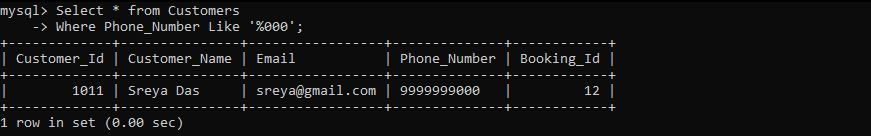 mysql> Select * from Customers
    -> Where Phone_Number Like '%000';
+-------------+---------------+-----------------+--------------+------------+
| Customer_Id | Customer_Name | Email           | Phone_Number | Booking_Id |
+-------------+---------------+-----------------+--------------+------------+
|        1011 | Sreya Das     | sreya@gmail.com | 9999999000   |         12 |
+-------------+---------------+-----------------+--------------+------------+
1 row in set (0.00 sec)